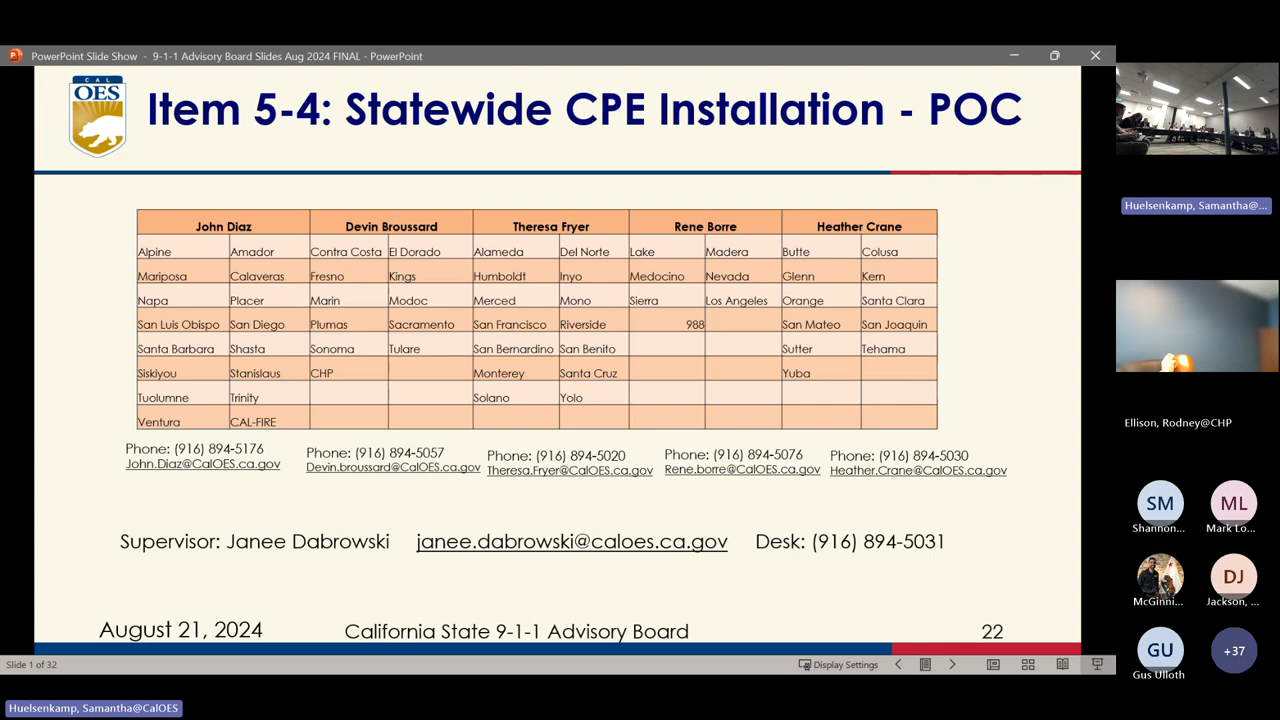 PowerPoint Slide Show - 9-1-1 Advisory Board Slides Aug 2024 FINAL - PowerPoint
CAL
OES
Item 5-4: Statewide CPE Installation - POC
John Diaz Devin Broussard Theresa Fryer Rene Borre Heather Crane
Alpine Amador Contra Costa El Dorado Alameda Del Norte Lake Madera Butte Colusa
Mariposa Calaveras Fresno Kings Humboldt Inyo Medocino Nevada Glenn Kern
Napa Placer Marin Modoc Merced Mono Sierra Los Angeles Orange Santa Clara
San Luis Obispo San Diego Plumas Sacramento San Francisco Riverside 988 San Mateo San Joaquin
Santa Barbara Shasta Sonoma Tulare San Bernardino San Benito Sutter Tehama
Siskiyou Stanislaus CHP Monterey Santa Cruz Yuba
Tuolumne Trinity Solano Yolo
Ventura CAL-FIRE
Phone: (916) 894-5176 Phone: (916) 894-5057 Phone: (916) 894-5020 Phone: (916) 894-5076 Phone: (916) 894-5030
John.Diaz@CalOES.ca.gov Devin.broussard@CalOES.ca.gov Theresa.Fryer@CalOES.ca.gov Rene.borre@CalOES.ca.gov Heather.Crane@CalOES.ca.gov
Supervisor: Janee Dabrowski janee.dabrowski@caloes.ca.gov Desk: (916) 894-5031
August 21, 2024 California State 9-1-1 Advisory Board 22
Slide 1 of 32 Display Settings
Huelsenkamp, Samantha@CalOES
Huelsenkamp, Samantha@...
Ellison, Rodney@CHP
SM ML
Shannon... Mark Lo...
DJ
McGinni... Jackson, ...
GU +37
Gus Ulloth